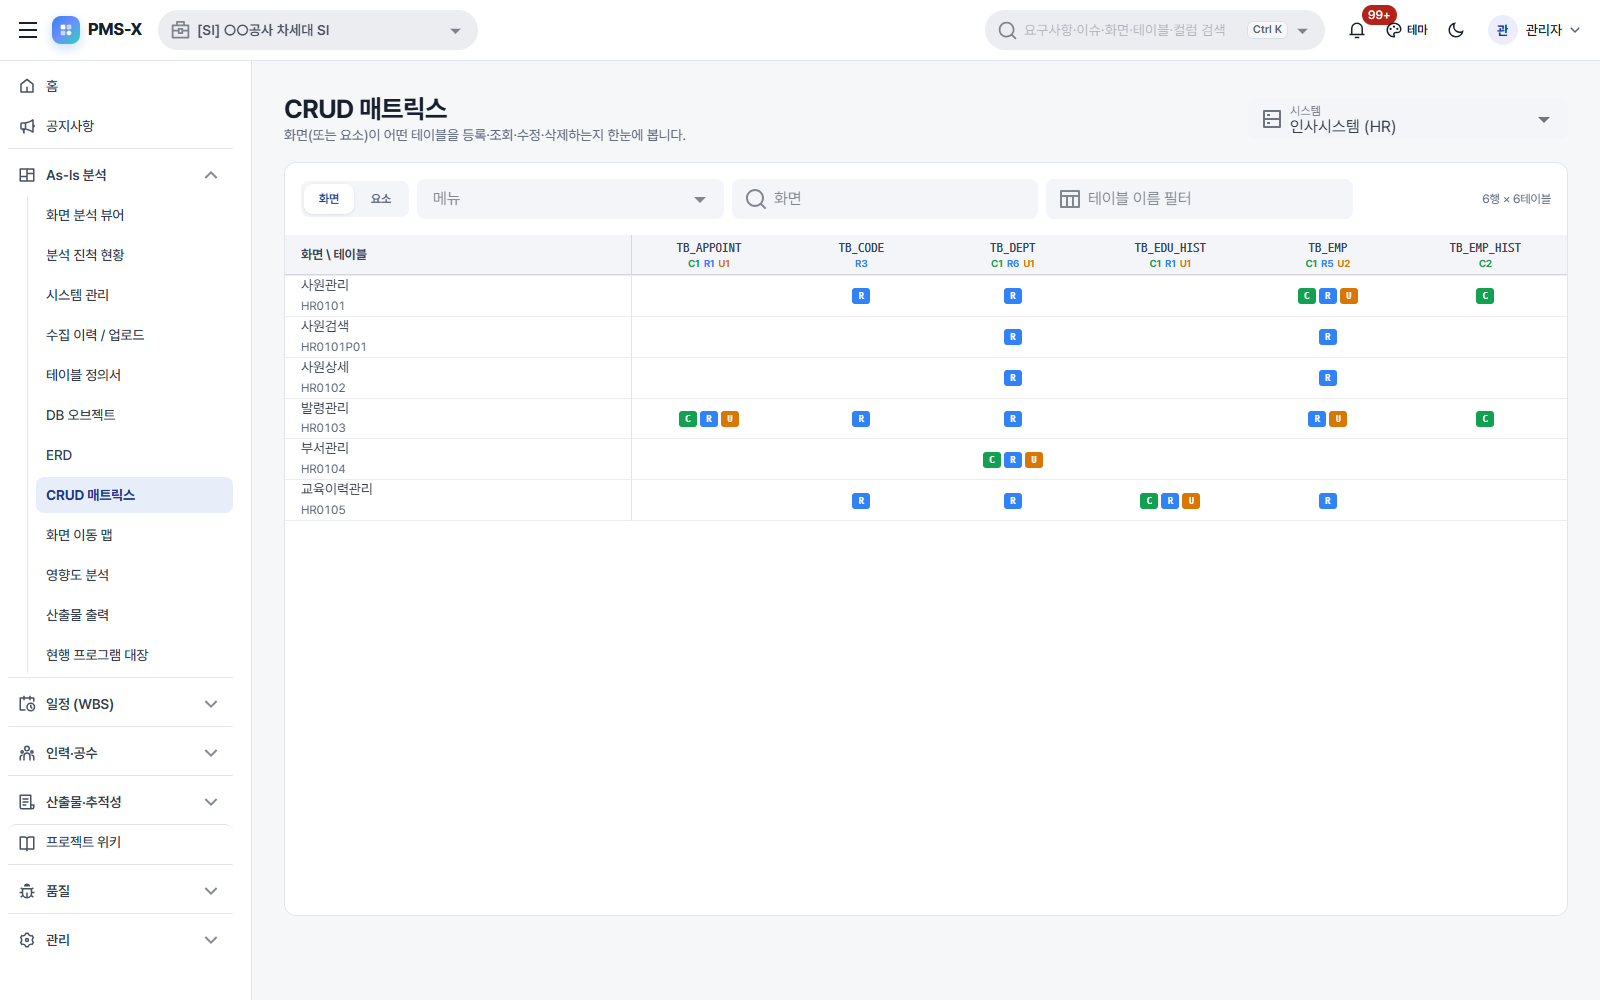 PMS-X
[SI] ○○공사 차세대 SI
요구사항·이슈·화면·테이블·컬럼 검색
Ctrl K
99+
테마
관
관리자
홈
공지사항
As-Is 분석
화면 분석 뷰어
분석 진척 현황
시스템 관리
수집 이력 / 업로드
테이블 정의서
DB 오브젝트
ERD
CRUD 매트릭스
화면 이동 맵
영향도 분석
산출물 출력
현행 프로그램 대장
일정 (WBS)
인력·공수
산출물·추적성
프로젝트 위키
품질
관리
CRUD 매트릭스
화면(또는 요소)이 어떤 테이블을 등록·조회·수정·삭제하는지 한눈에 봅니다.
시스템
인사시스템 (HR)
화면 요소 메뉴 화면 테이블 이름 필터 6행 × 6테이블
화면 \ 테이블 TB_APPOINT TB_CODE TB_DEPT TB_EDU_HIST TB_EMP TB_EMP_HIST
C1 R1 U1 R3 C1 R6 U1 C1 R1 U1 C1 R5 U2 C2
사원관리
HR0101
R R C R U C
사원검색
HR0101P01
R R
사원상세
HR0102
R R
발령관리
HR0103
C R U R R R U C
부서관리
HR0104
C R U
교육이력관리
HR0105
R R C R U R